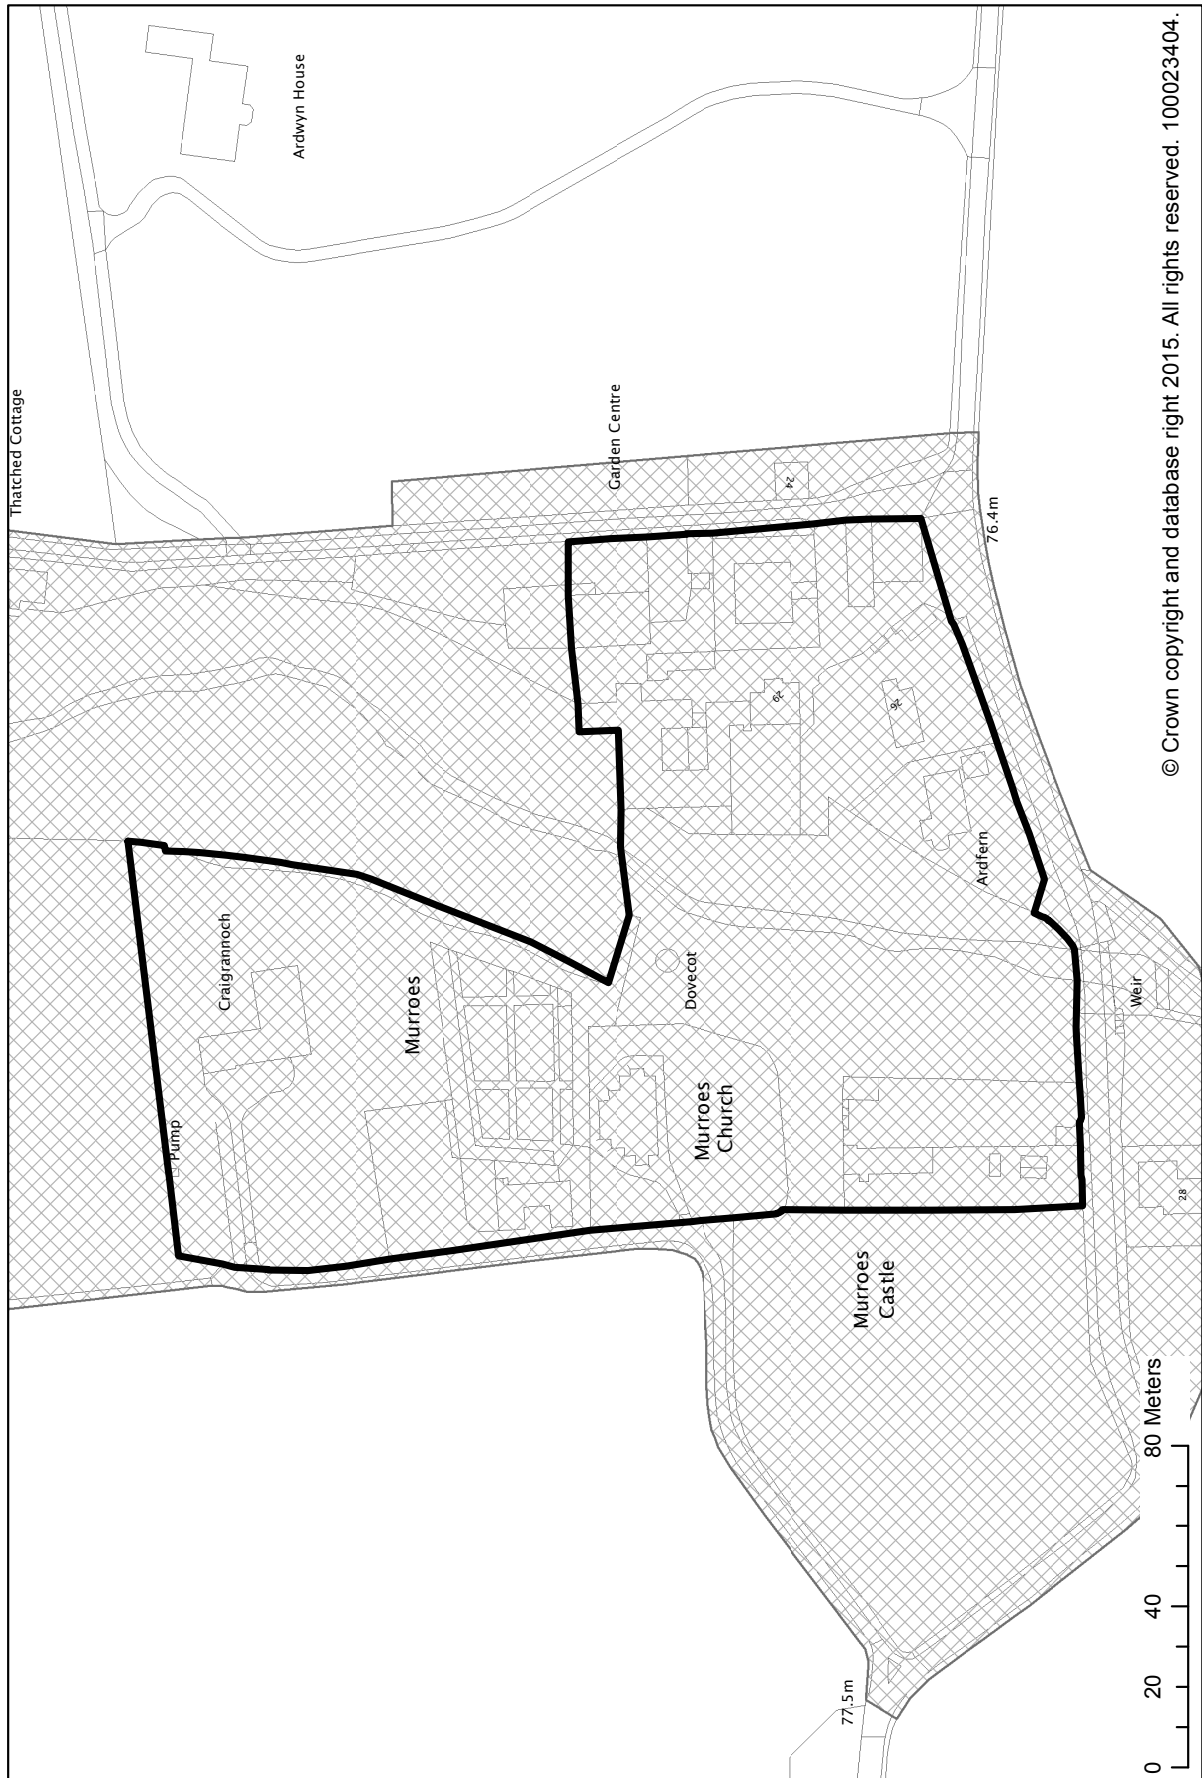 Thatched Cottage
Ardwyn House
Garden Centre
24
76.4m
Craigrannoch
Pump
Murroes
Dovecot
Murroes
Church
29
26
Ardfern
Weir
28
Murroes
Castle
77.5m
0 20 40 80 Meters
© Crown copyright and database right 2015. All rights reserved. 100023404.